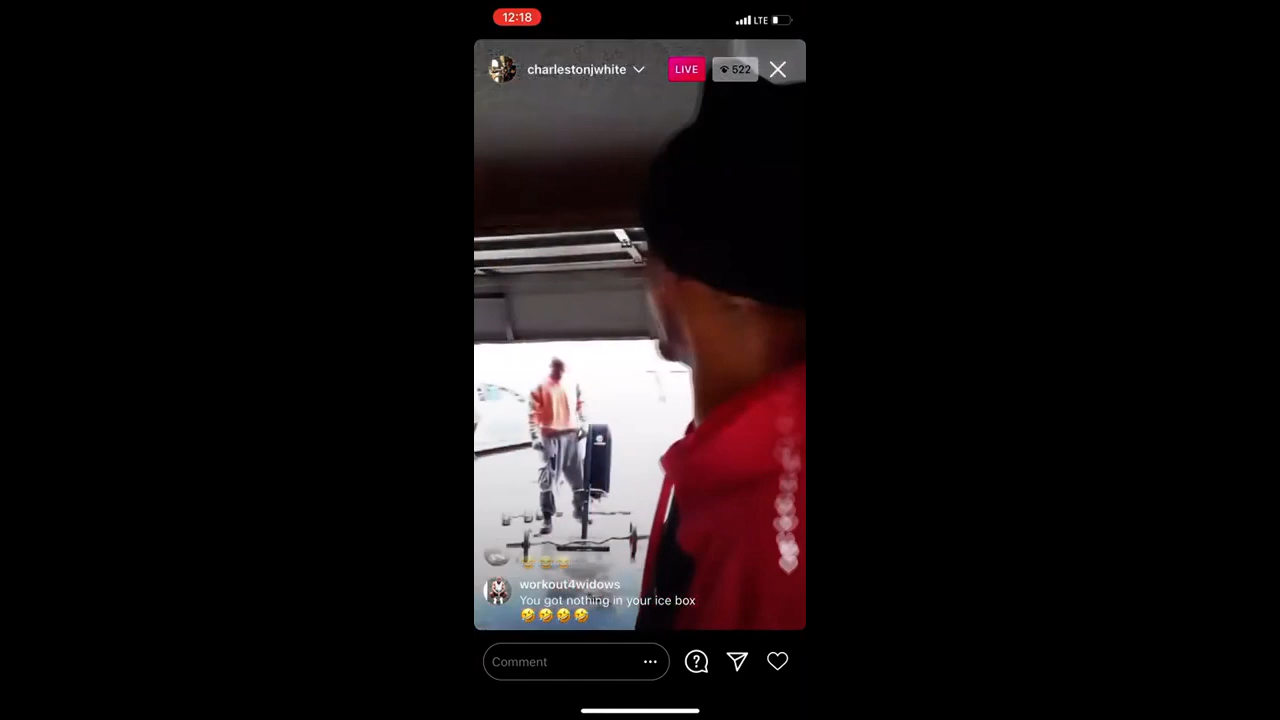 12:18
LTE
charlestonjwhite
LIVE
522
workout4widows
You got nothing in your ice box
🤣🤣🤣🤣
Comment